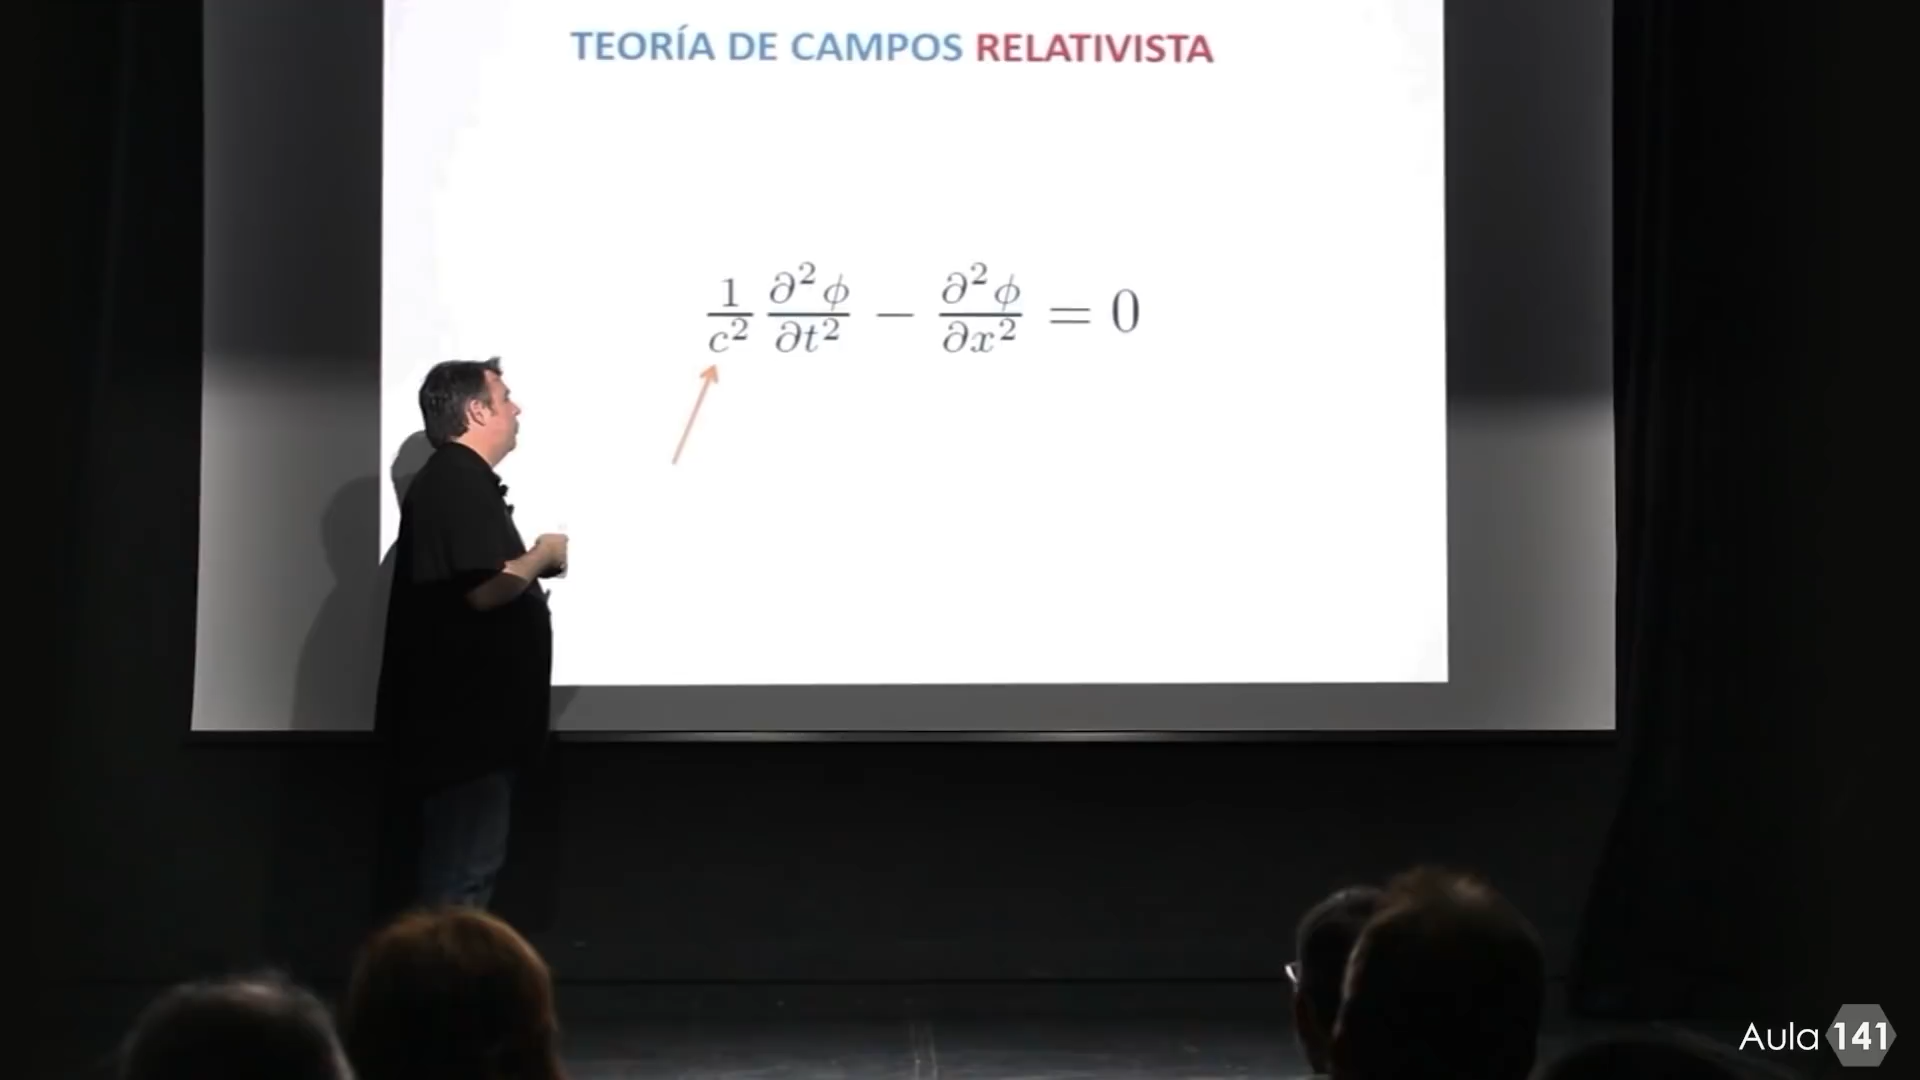 TEORÍA DE CAMPOS RELATIVISTA
1/c² ∂²ϕ/∂t² − ∂²ϕ/∂x² = 0
Aula 141